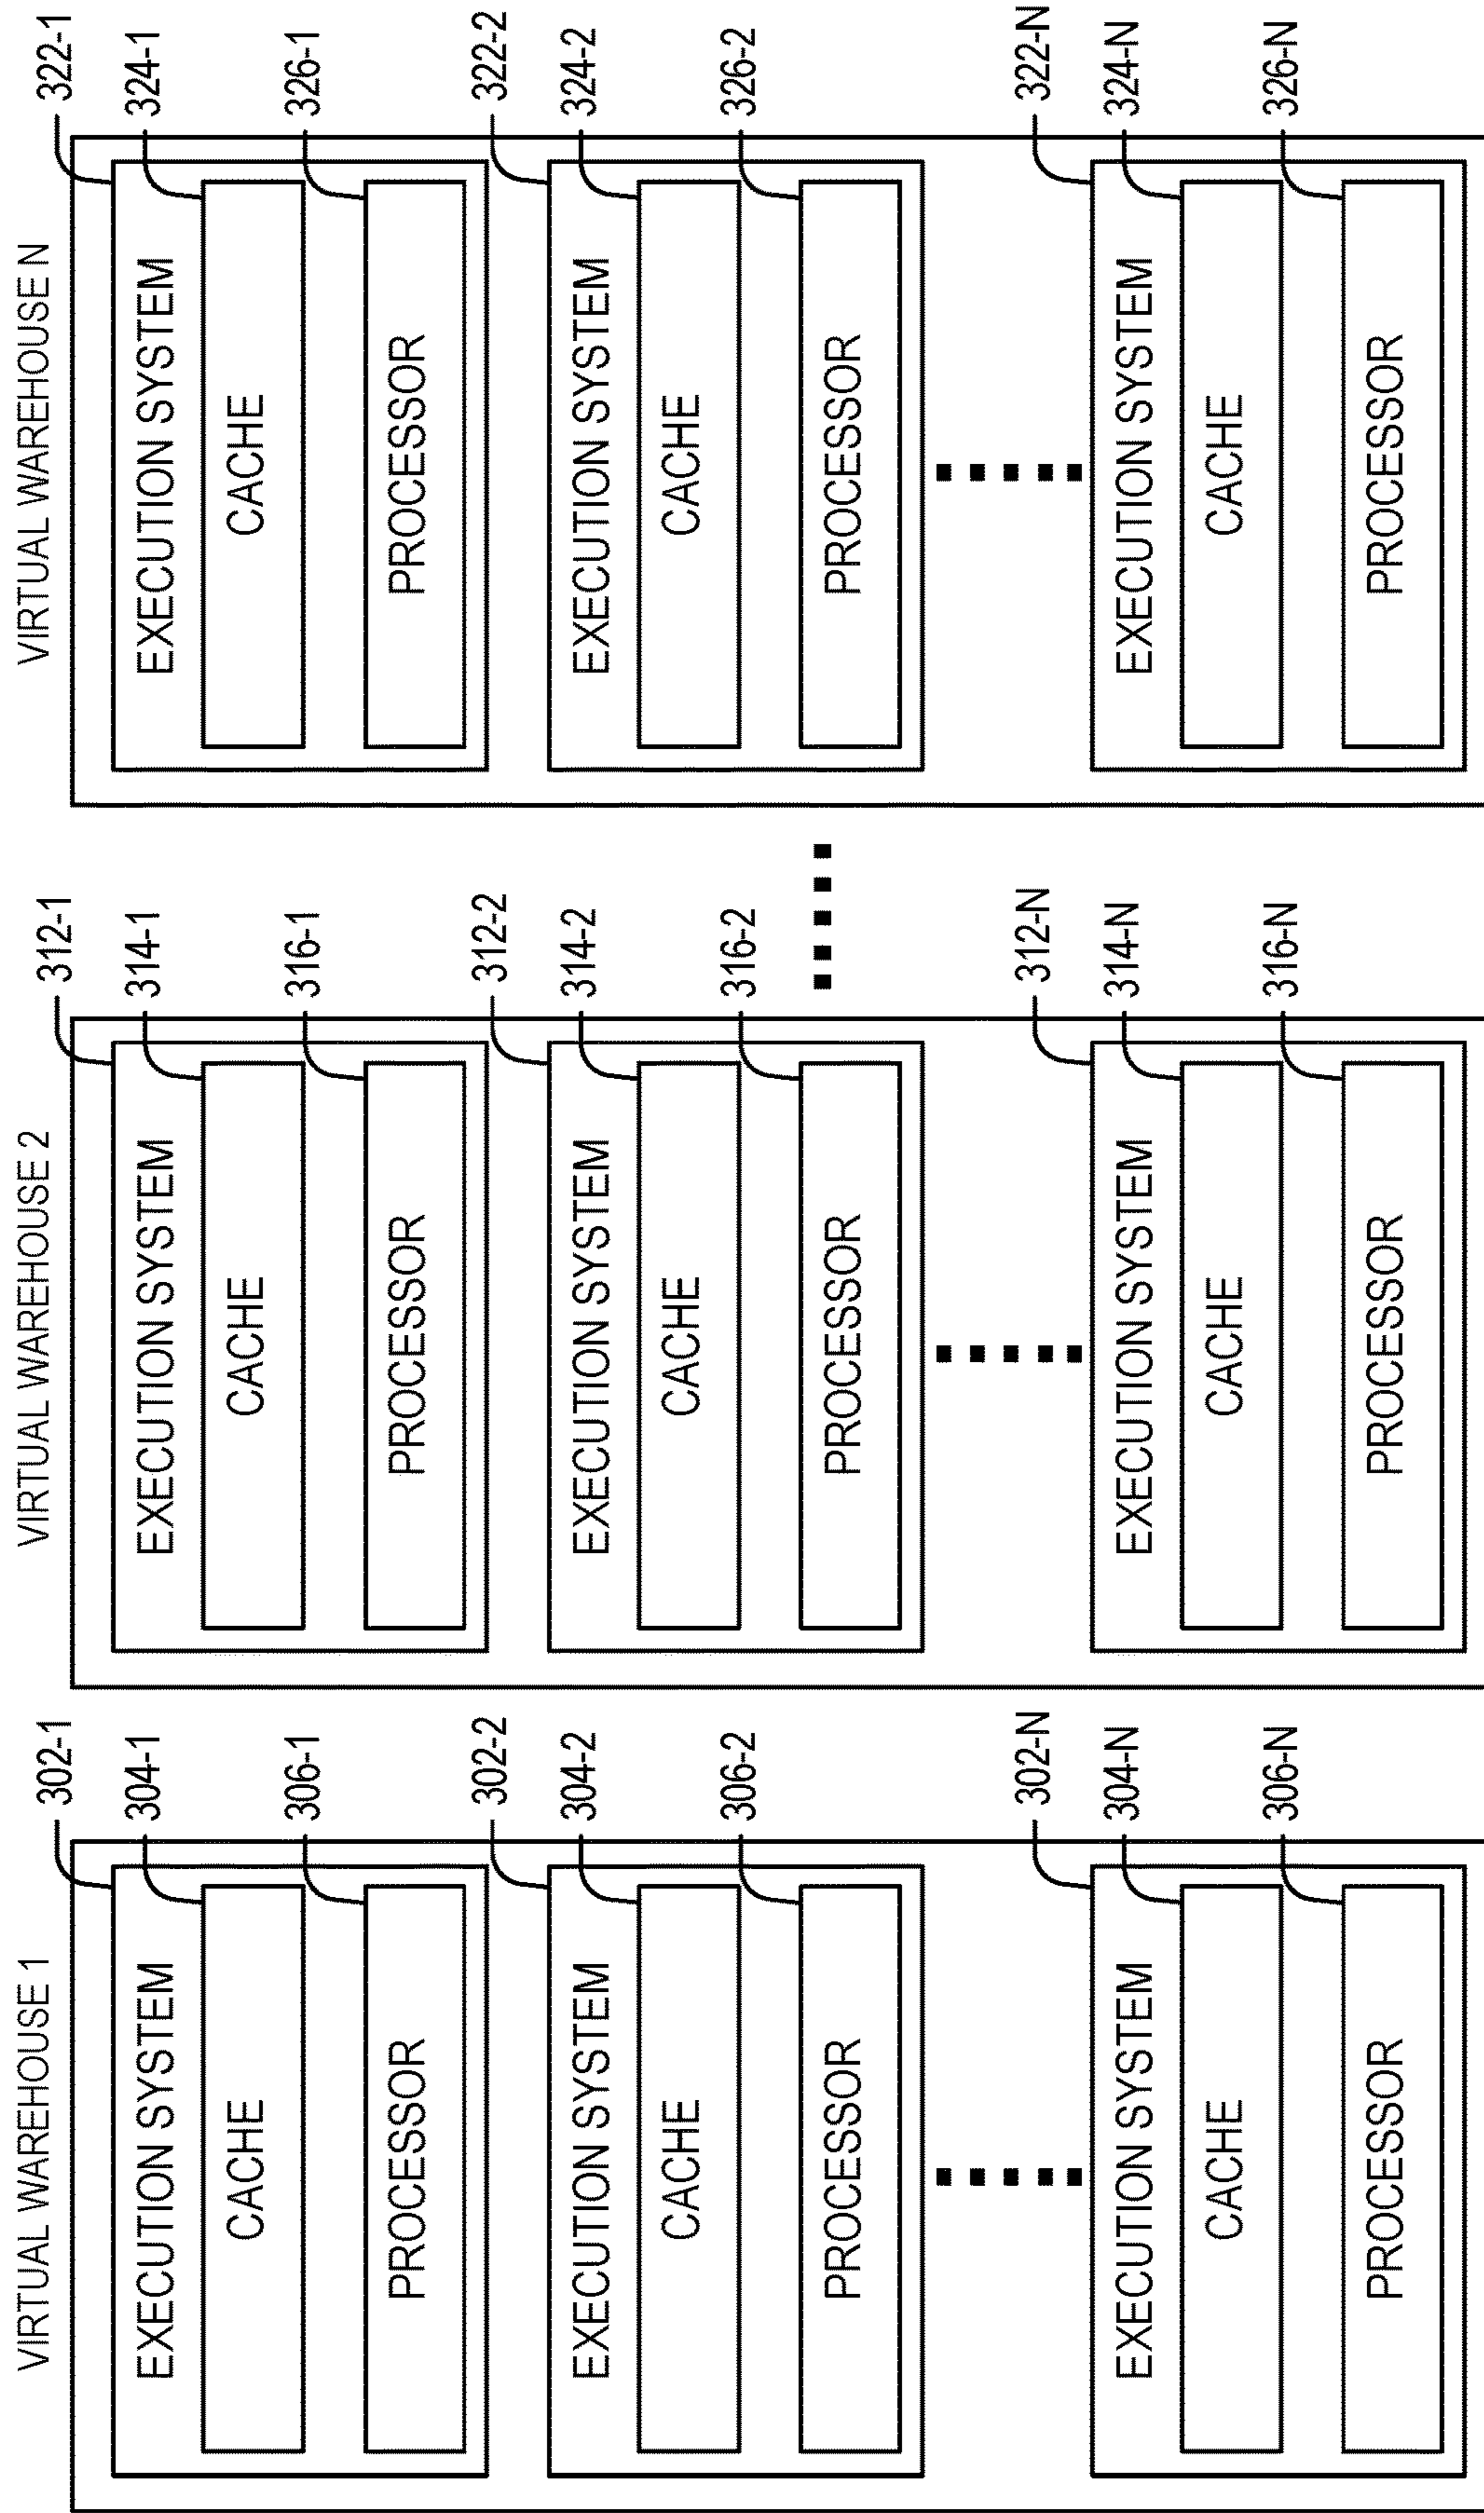 VIRTUAL WAREHOUSE 1
302-1
EXECUTION SYSTEM
304-1
CACHE
306-1
PROCESSOR
302-2
EXECUTION SYSTEM
304-2
CACHE
306-2
PROCESSOR
302-N
EXECUTION SYSTEM
304-N
CACHE
306-N
PROCESSOR
VIRTUAL WAREHOUSE 2
312-1
EXECUTION SYSTEM
314-1
CACHE
316-1
PROCESSOR
312-2
EXECUTION SYSTEM
314-2
CACHE
316-2
PROCESSOR
312-N
EXECUTION SYSTEM
314-N
CACHE
316-N
PROCESSOR
VIRTUAL WAREHOUSE N
322-1
EXECUTION SYSTEM
324-1
CACHE
326-1
PROCESSOR
322-2
EXECUTION SYSTEM
324-2
CACHE
326-2
PROCESSOR
322-N
EXECUTION SYSTEM
324-N
CACHE
326-N
PROCESSOR